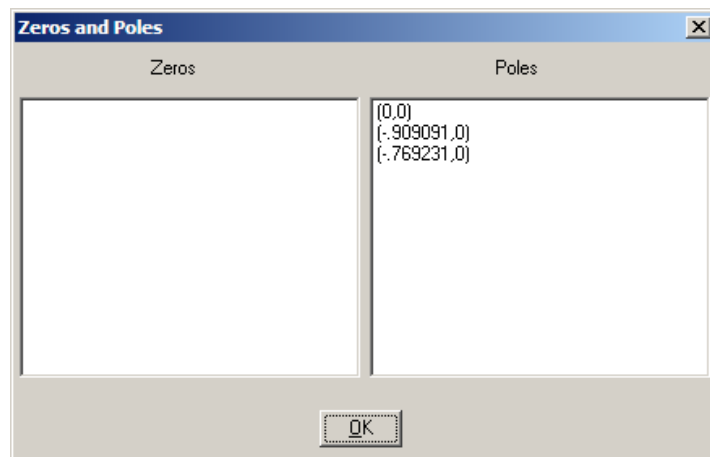 Zeros and Poles
Zeros
Poles
(0,0)
(-.909091,0)
(-.769231,0)
OK